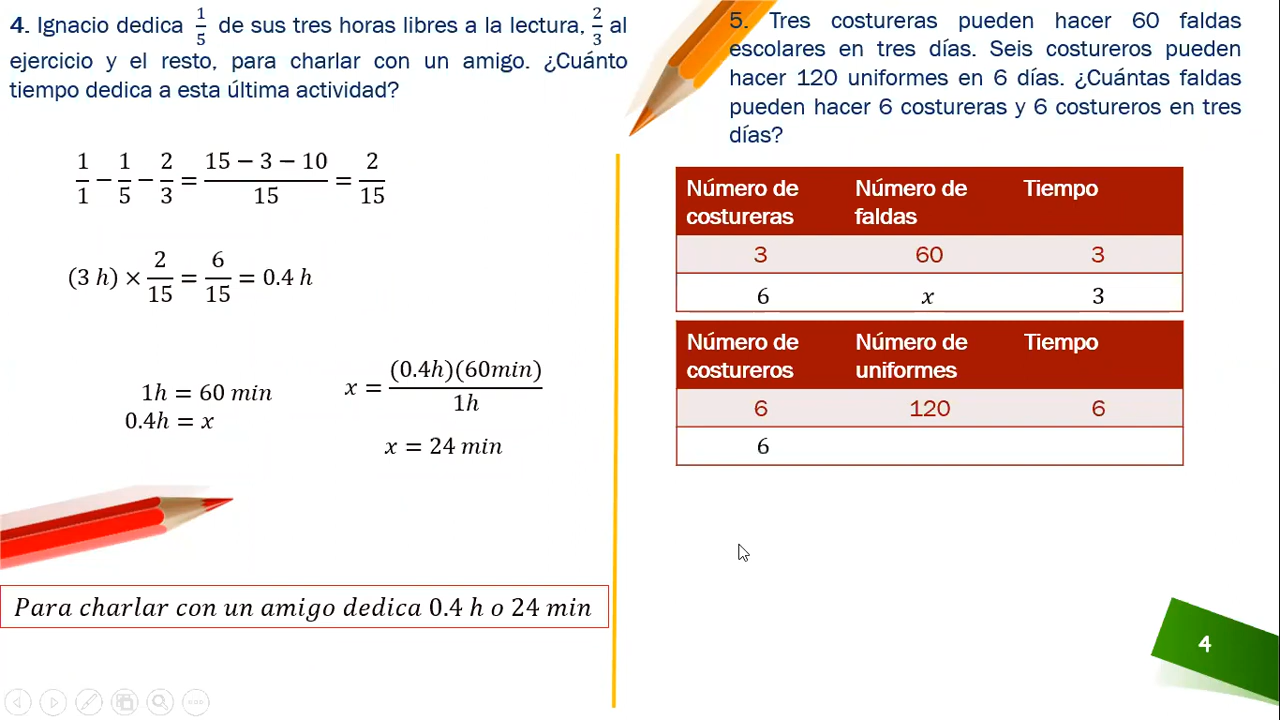 4. Ignacio dedica 1/5 de sus tres horas libres a la lectura, 2/3 al
ejercicio y el resto, para charlar con un amigo. ¿Cuánto
tiempo dedica a esta última actividad?
1/1 − 1/5 − 2/3 = (15 − 3 − 10)/15 = 2/15
(3 h) × 2/15 = 6/15 = 0.4 h
1h = 60 min
0.4h = x
x = (0.4h)(60min)/1h
x = 24 min
Para charlar con un amigo dedica 0.4 h o 24 min
5. Tres costureras pueden hacer 60 faldas
escolares en tres días. Seis costureros pueden
hacer 120 uniformes en 6 días. ¿Cuántas faldas
pueden hacer 6 costureras y 6 costureros en tres
días?
Número de costureras Número de faldas Tiempo
3 60 3
6 x 3
Número de costureros Número de uniformes Tiempo
6 120 6
6
4